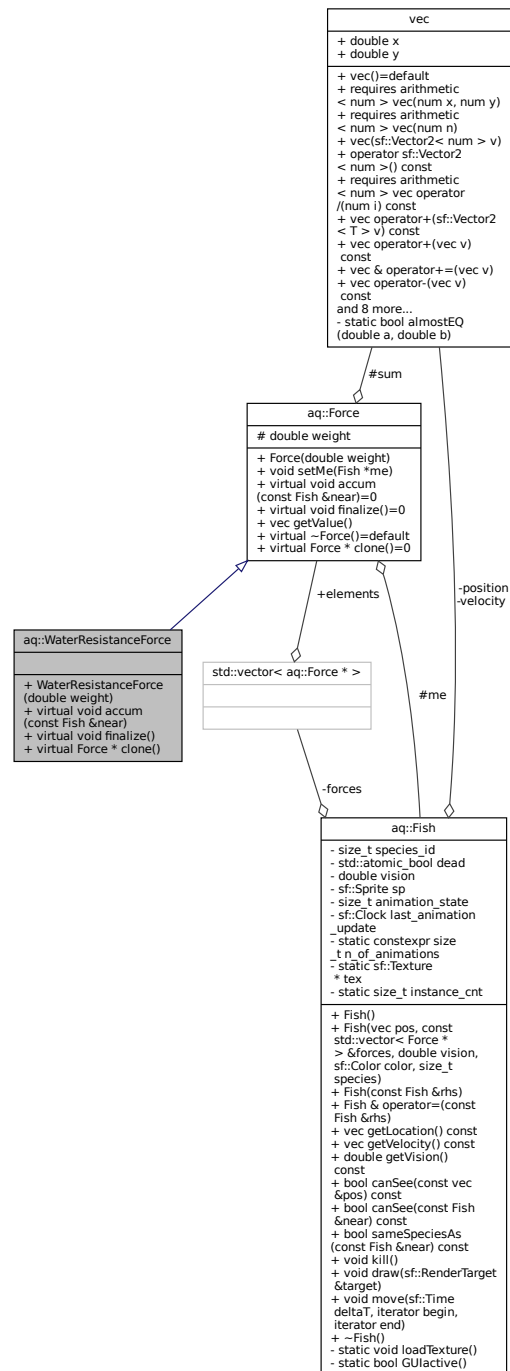 vec
+ double x
+ double y
+ vec()=default
+ requires arithmetic
< num > vec(num x, num y)
+ requires arithmetic
< num > vec(num n)
+ vec(sf::Vector2< num > v)
+ operator sf::Vector2
< num >() const
+ requires arithmetic
< num > vec operator
/(num i) const
+ vec operator+(sf::Vector2
< T > v) const
+ vec operator+(vec v)
const
+ vec & operator+=(vec v)
+ vec operator-(vec v)
const
and 8 more...
- static bool almostEQ
(double a, double b)
#sum
aq::Force
# double weight
+ Force(double weight)
+ void setMe(Fish *me)
+ virtual void accum
(const Fish &near)=0
+ virtual void finalize()=0
+ vec getValue()
+ virtual ~Force()=default
+ virtual Force * clone()=0
-position
-velocity
+elements
aq::WaterResistanceForce
+ WaterResistanceForce
(double weight)
+ virtual void accum
(const Fish &near)
+ virtual void finalize()
+ virtual Force * clone()
std::vector< aq::Force * >
#me
-forces
aq::Fish
- size_t species_id
- std::atomic_bool dead
- double vision
- sf::Sprite sp
- size_t animation_state
- sf::Clock last_animation
_update
- static constexpr size
_t n_of_animations
- static sf::Texture
* tex
- static size_t instance_cnt
+ Fish()
+ Fish(vec pos, const
std::vector< Force *
> &forces, double vision,
sf::Color color, size_t
species)
+ Fish(const Fish &rhs)
+ Fish & operator=(const
Fish &rhs)
+ vec getLocation() const
+ vec getVelocity() const
+ double getVision()
const
+ bool canSee(const vec
&pos) const
+ bool canSee(const Fish
&near) const
+ bool sameSpeciesAs
(const Fish &near) const
+ void kill()
+ void draw(sf::RenderTarget
&target)
+ void move(sf::Time
deltaT, iterator begin,
iterator end)
+ ~Fish()
- static void loadTexture()
- static bool GUIactive()